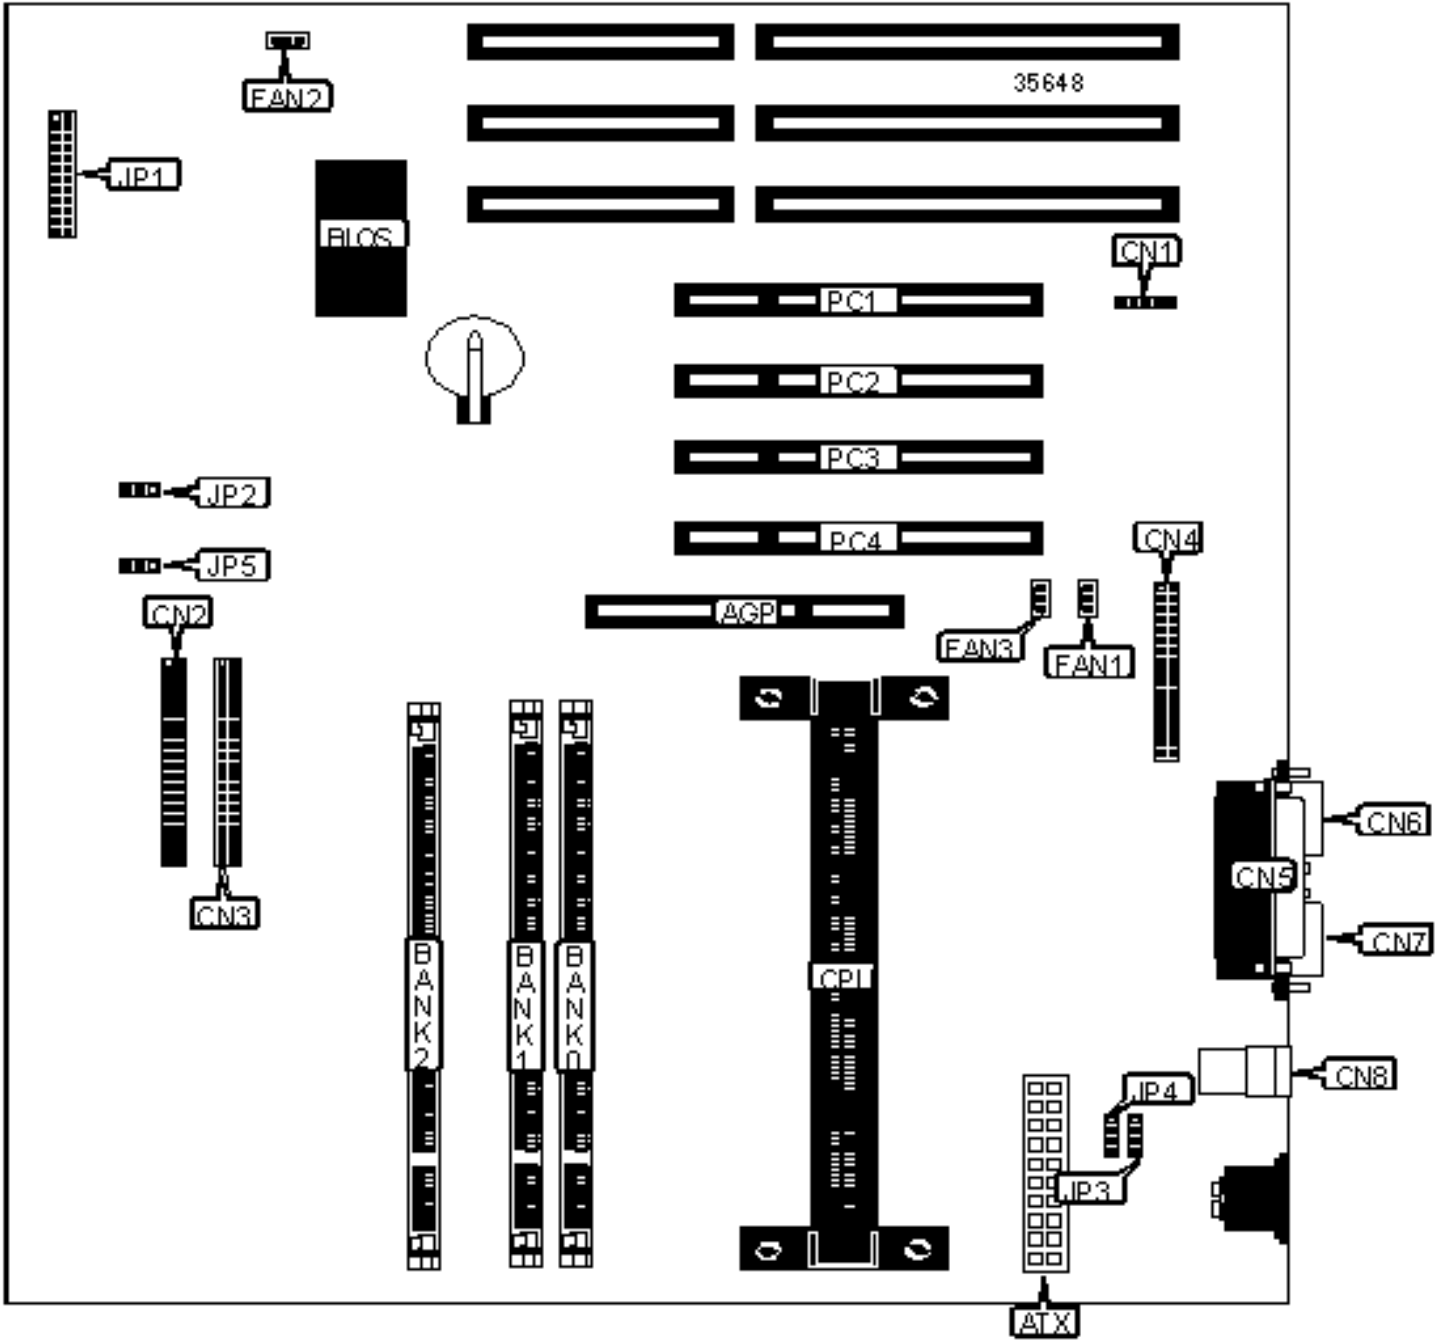 FAN2
35648
JP1
BIOS
CN1
PC1
PC2
PC3
PC4
JP2
JP5
CN4
CN2
AGP
FAN3
FAN1
CN6
CN5
CN3
CN7
BANK2
BANK1
BANK0
CPU
CN8
JP4
JP3
ATX